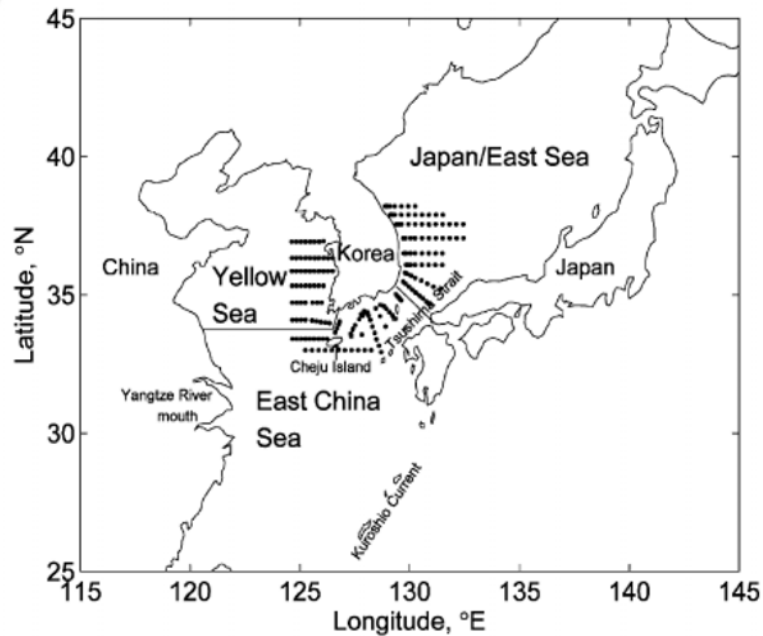 45
40
35
30
25
Latitude, °N
Japan/East Sea
Korea
China
Yellow
Sea
Japan
Tsushima Strait
Cheju Island
Yangtze River
mouth
East China
Sea
Kuroshio Current
115
120
125
130
135
140
145
Longitude, °E